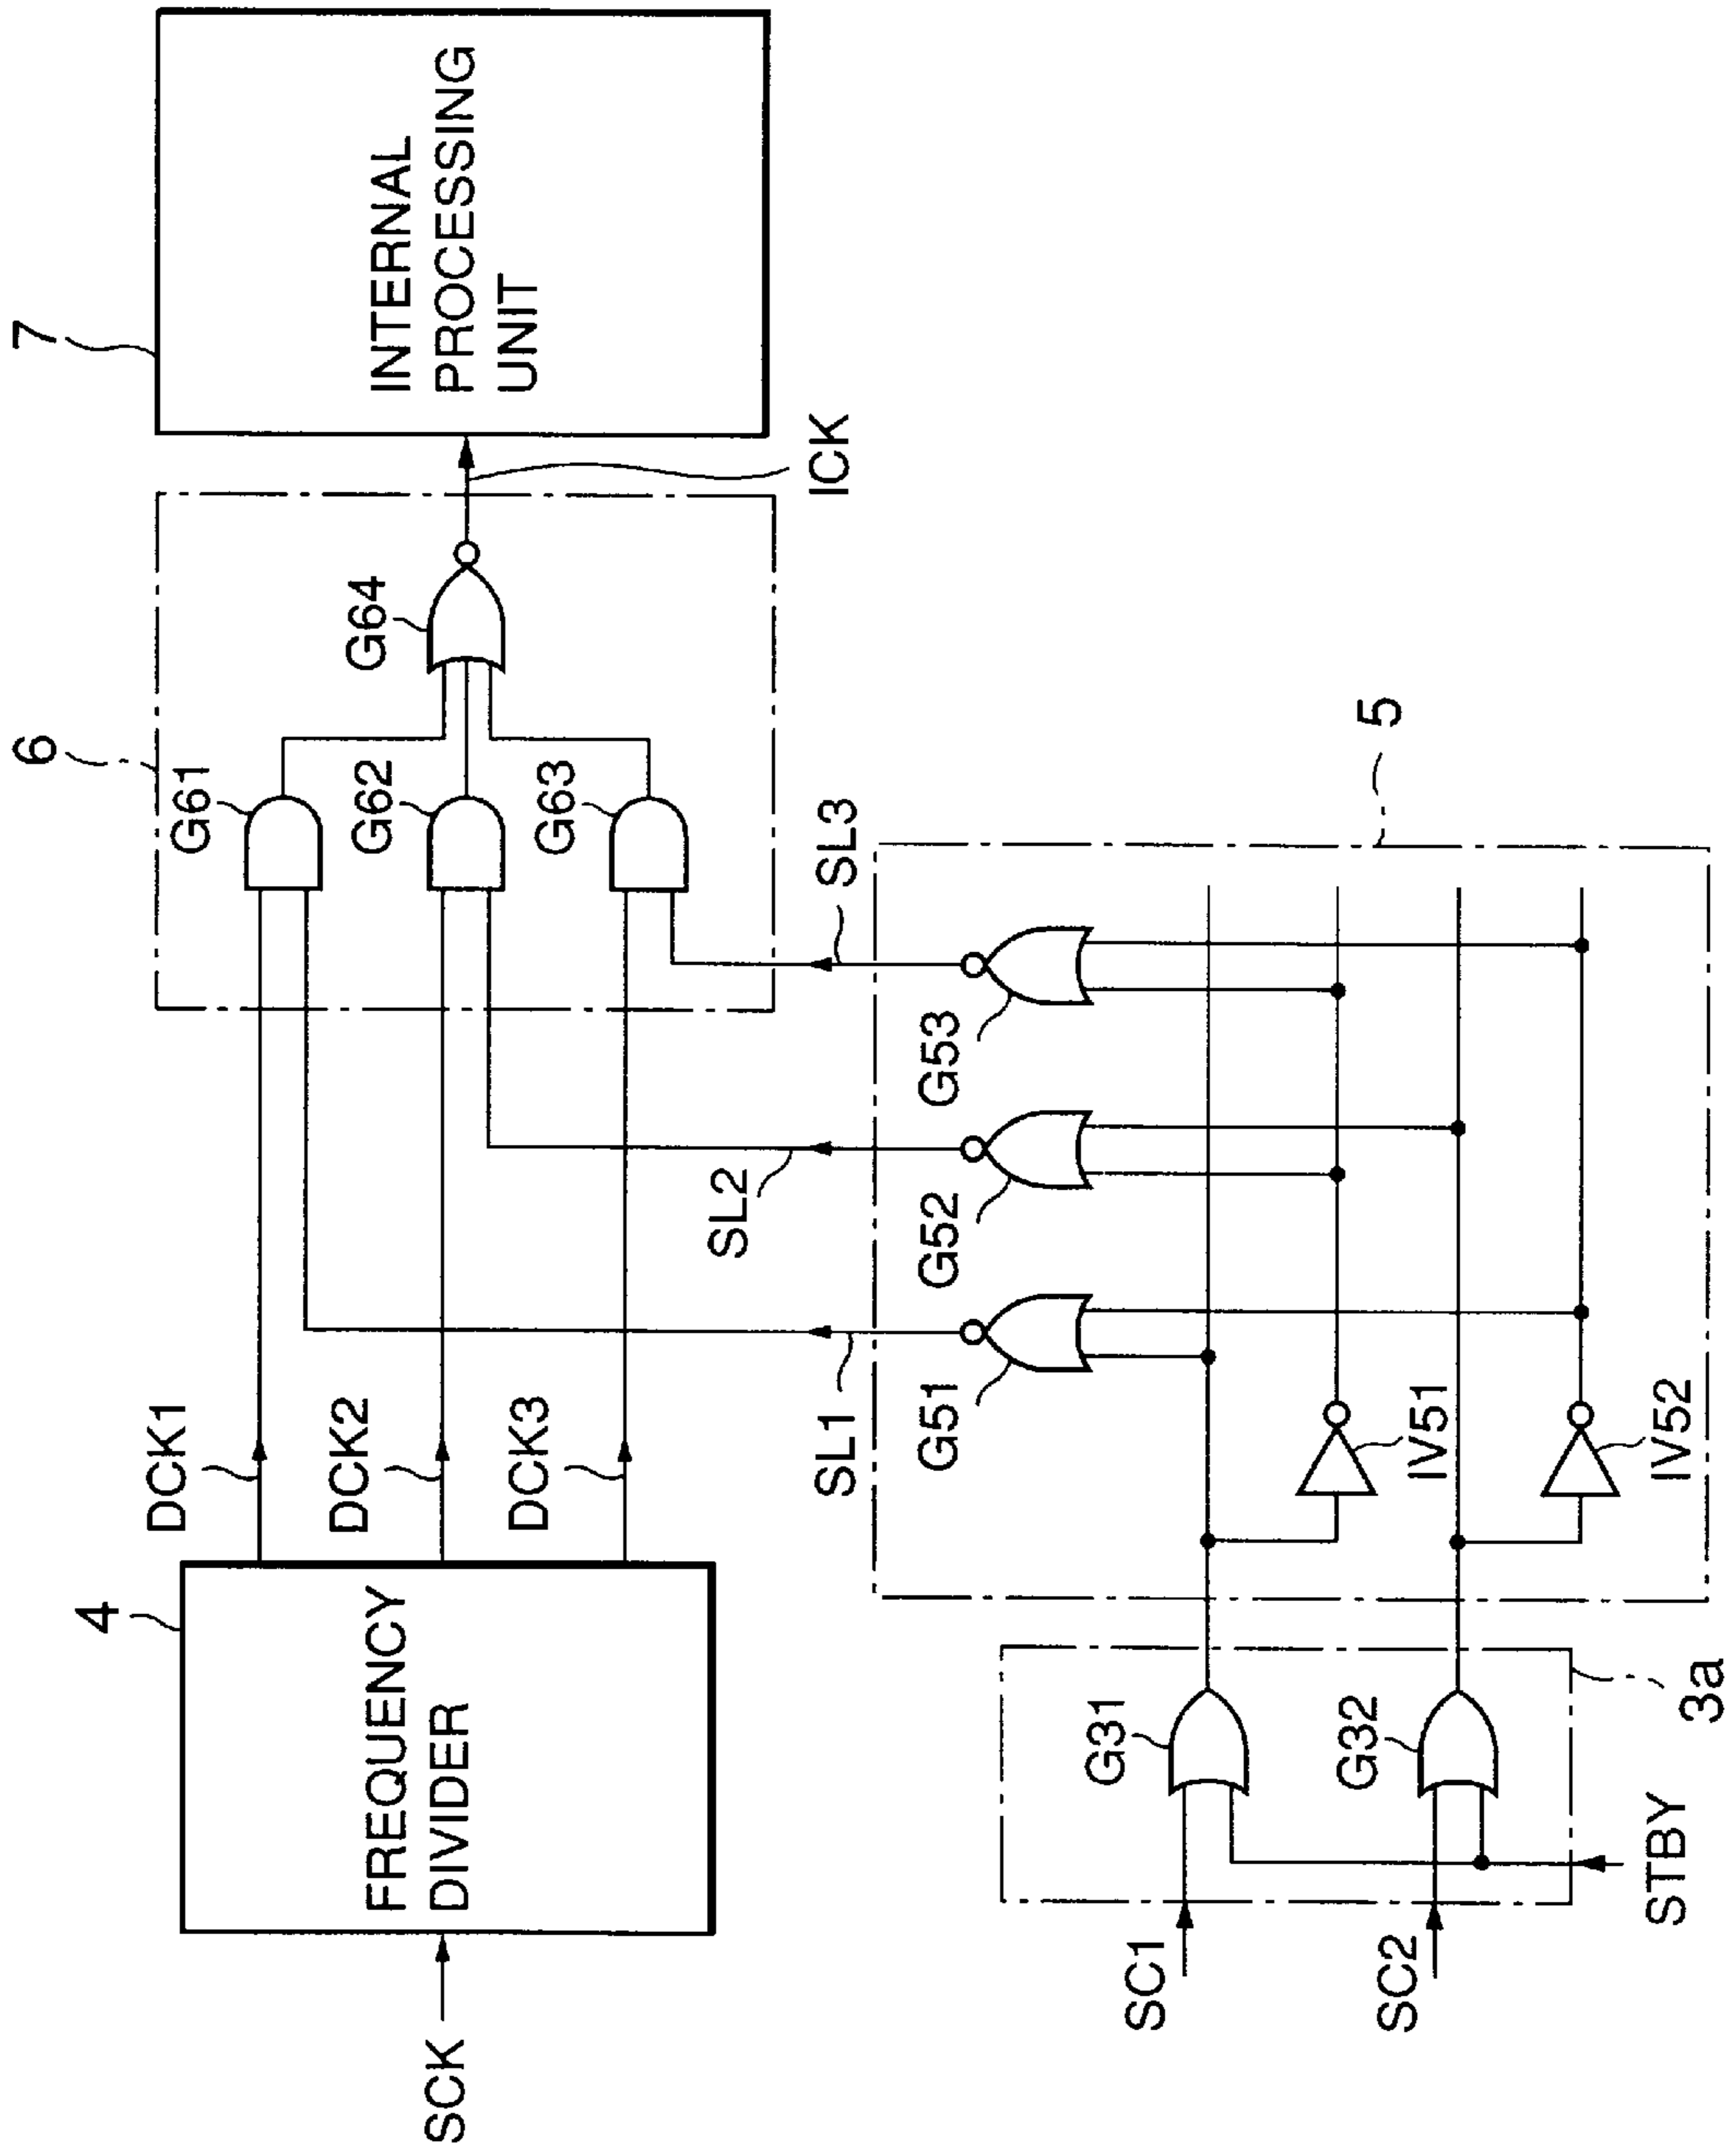 SCK
4
FREQUENCY
DIVIDER
DCK1
DCK2
DCK3
6
G61
G62
G63
G64
ICK
7
INTERNAL
PROCESSING
UNIT
SL1
SL2
SL3
5
G51
G52
G53
IV51
IV52
SC1
SC2
G31
G32
STBY
3a